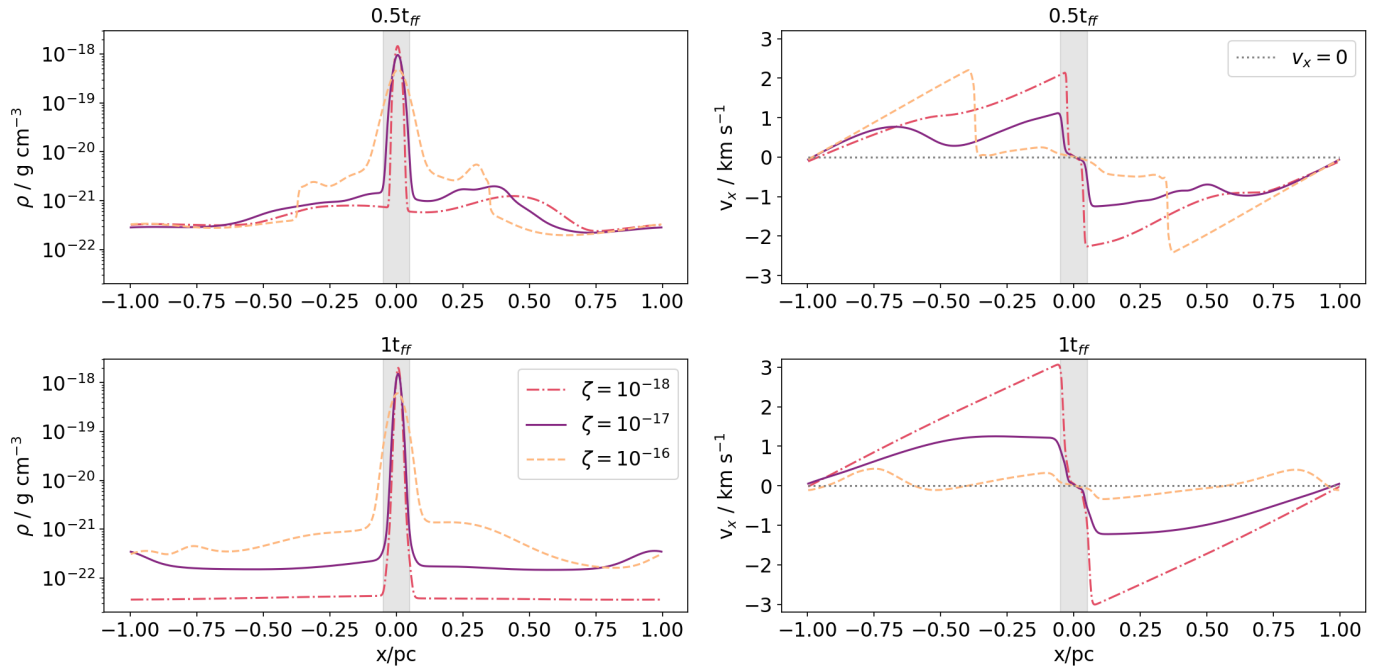 0.5t_ff
0.5t_ff
10⁻¹⁸
10⁻¹⁹
10⁻²⁰
10⁻²¹
10⁻²²
ρ / g cm⁻³
−1.00 −0.75 −0.50 −0.25 0.00 0.25 0.50 0.75 1.00
3
2
1
0
−1
−2
−3
v_x / km s⁻¹
v_x = 0
−1.00 −0.75 −0.50 −0.25 0.00 0.25 0.50 0.75 1.00
1t_ff
1t_ff
10⁻¹⁸
10⁻¹⁹
10⁻²⁰
10⁻²¹
10⁻²²
ρ / g cm⁻³
ζ = 10⁻¹⁸
ζ = 10⁻¹⁷
ζ = 10⁻¹⁶
−1.00 −0.75 −0.50 −0.25 0.00 0.25 0.50 0.75 1.00
x/pc
3
2
1
0
−1
−2
−3
v_x / km s⁻¹
−1.00 −0.75 −0.50 −0.25 0.00 0.25 0.50 0.75 1.00
x/pc